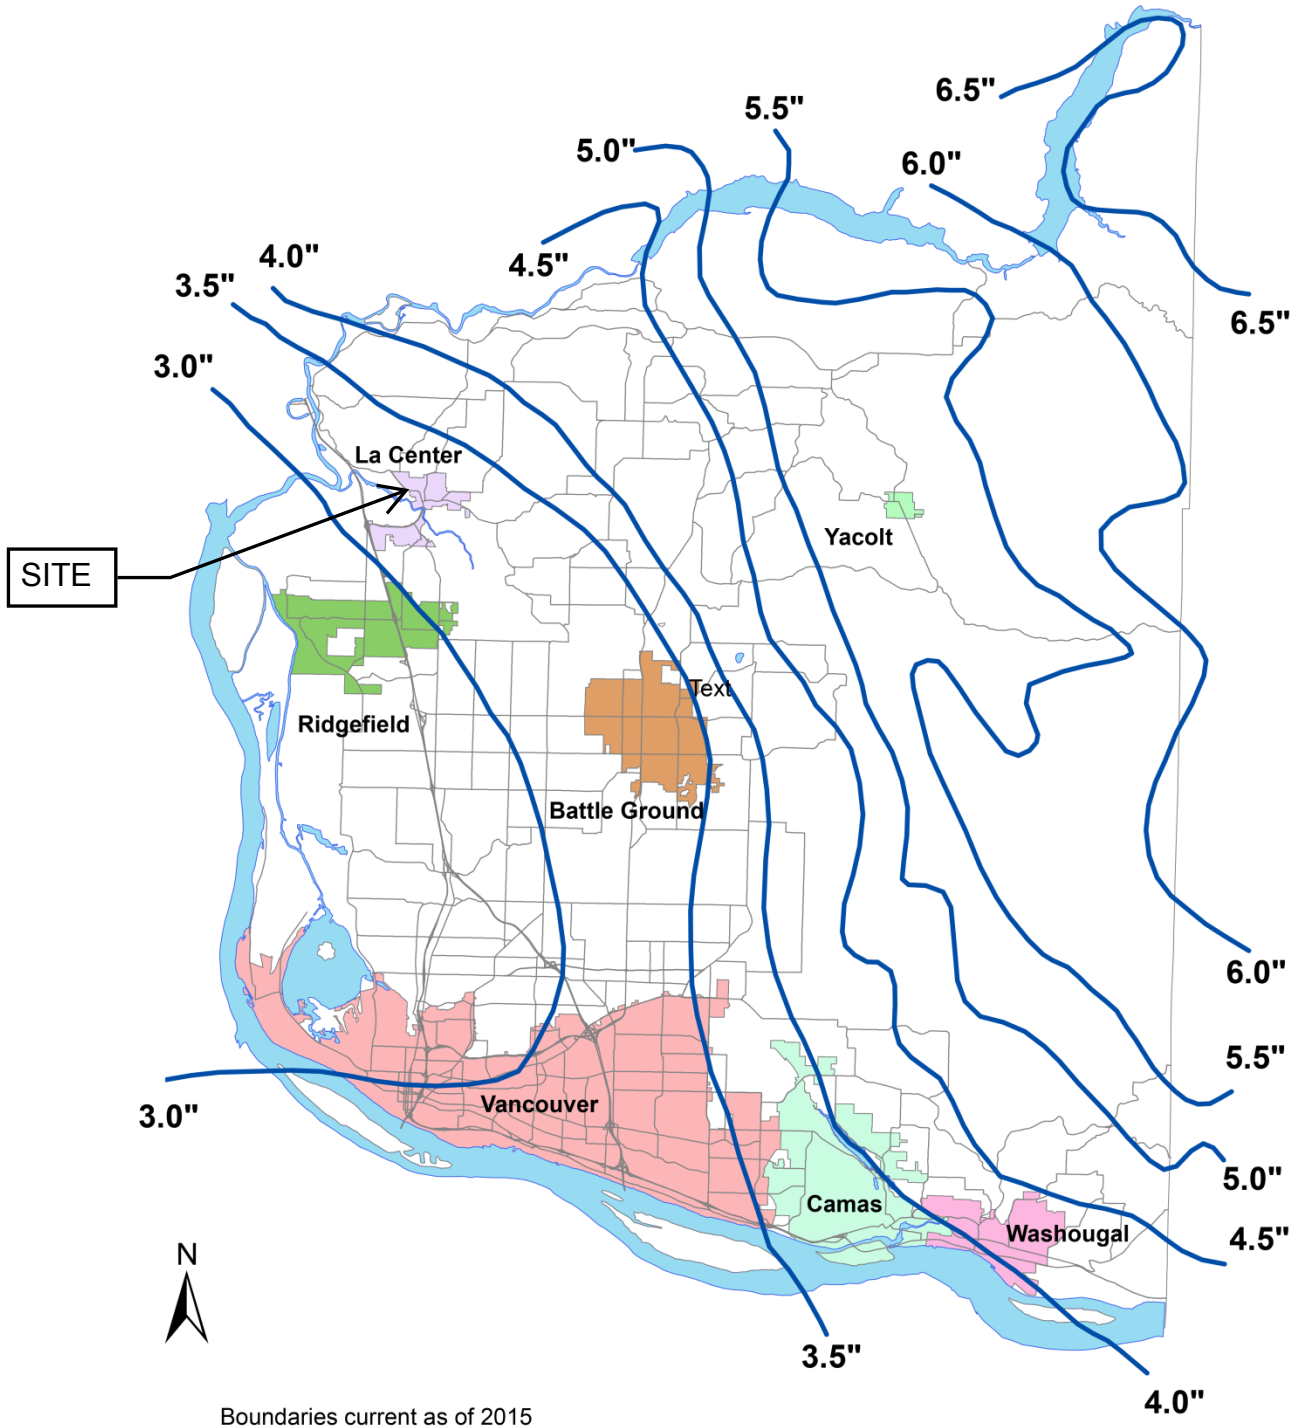 6.5"
5.5"
5.0"
6.0"
4.0"
4.5"
3.5"
6.5"
3.0"
La Center
Yacolt
SITE
Text
Ridgefield
Battle Ground
6.0"
5.5"
Vancouver
3.0"
5.0"
Camas
Washougal
4.5"
N
3.5"
4.0"
Boundaries current as of 2015